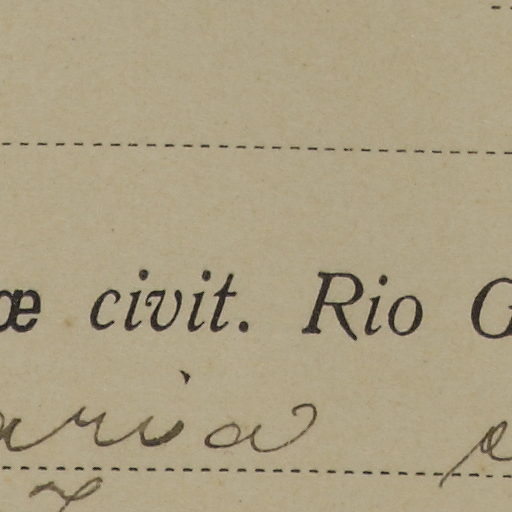 æ civit. Rio G
aria